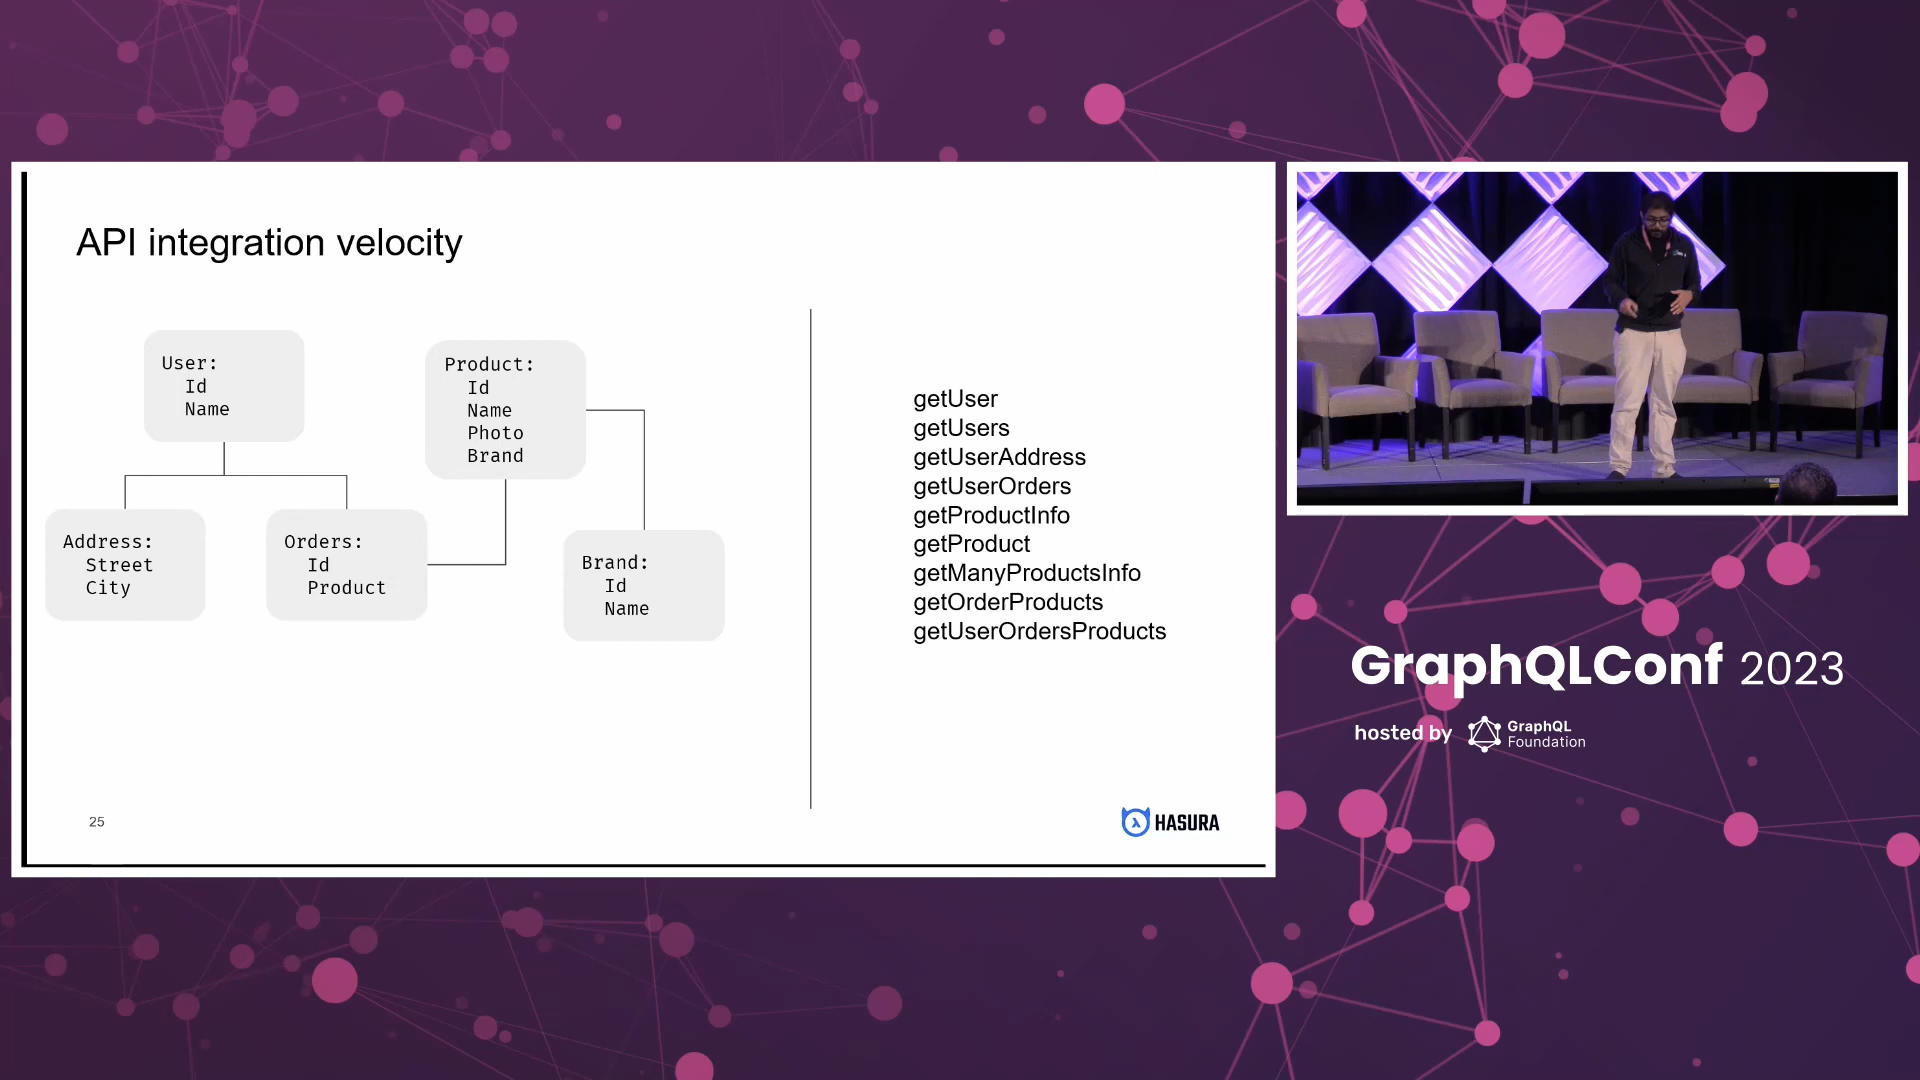 API integration velocity
User:
Id
Name
Product:
Id
Name
Photo
Brand
Address:
Street
City
Orders:
Id
Product
Brand:
Id
Name
getUser
getUsers
getUserAddress
getUserOrders
getProductInfo
getProduct
getManyProductsInfo
getOrderProducts
getUserOrdersProducts
25
HASURA
GraphQLConf 2023
hosted by
GraphQL
Foundation